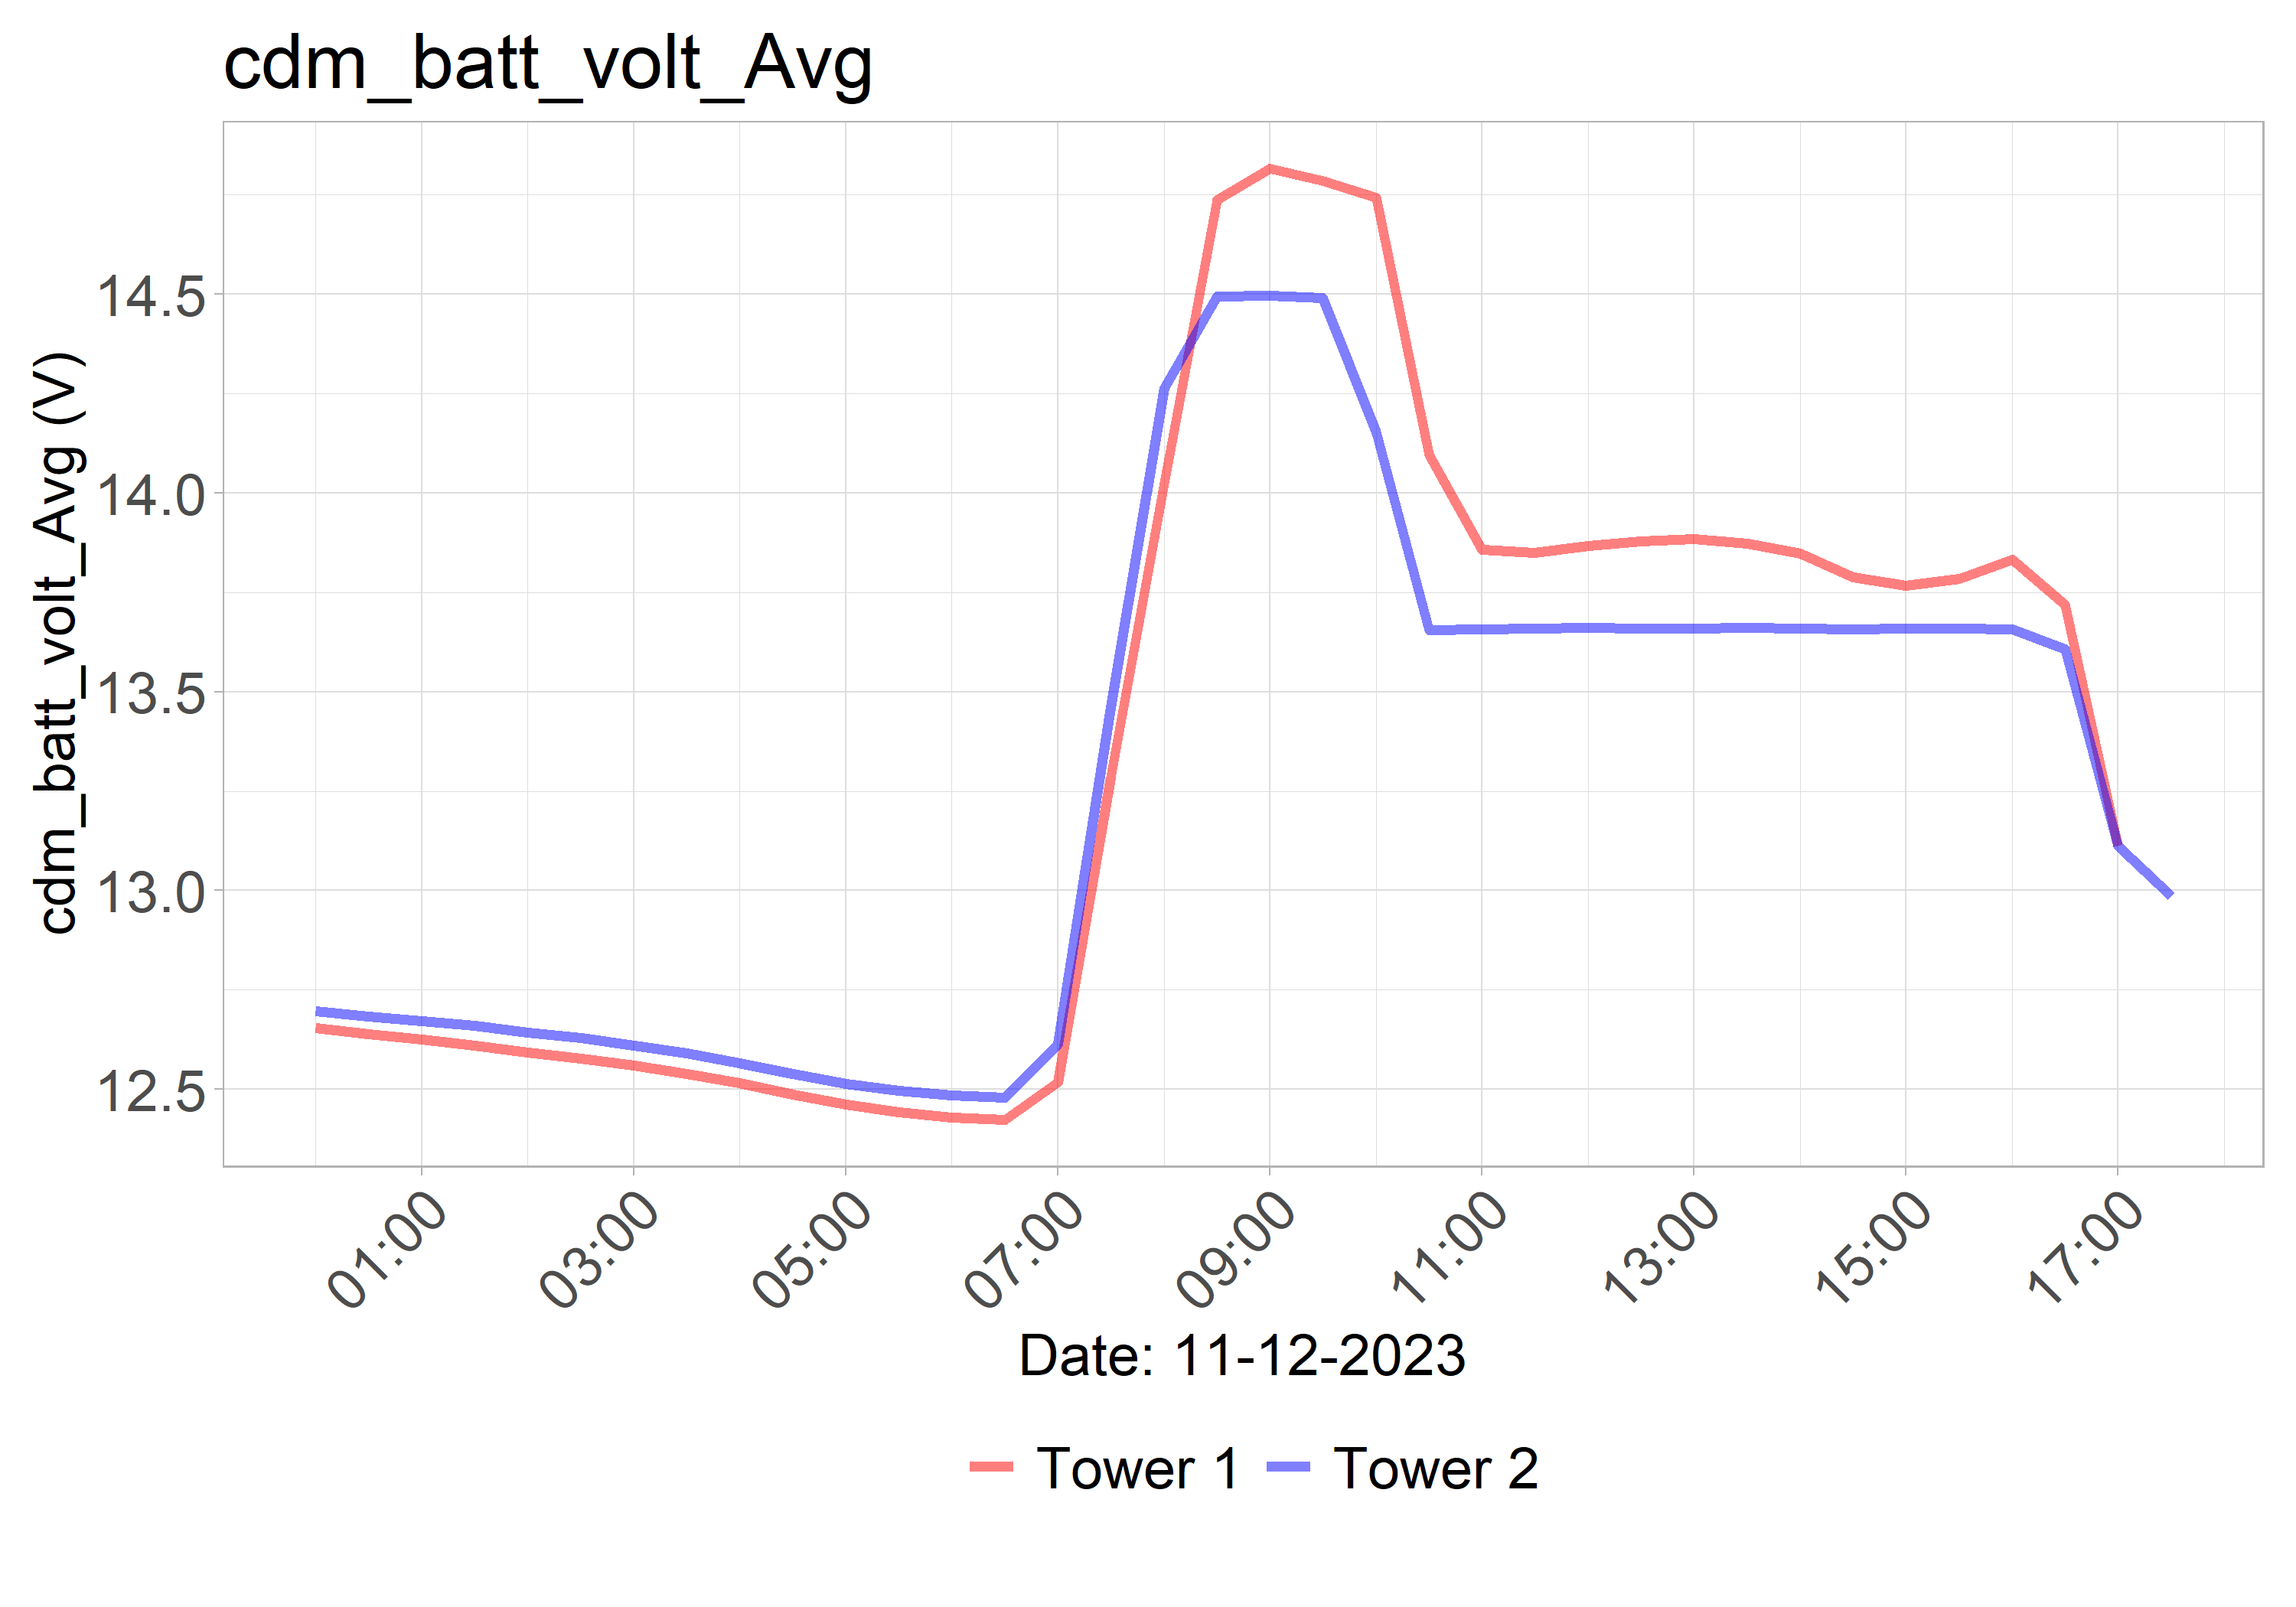 cdm_batt_volt_Avg
cdm_batt_volt_Avg (V)
14.5
14.0
13.5
13.0
12.5
01:00
03:00
05:00
07:00
09:00
11:00
13:00
15:00
17:00
Date: 11-12-2023
Tower 1
Tower 2